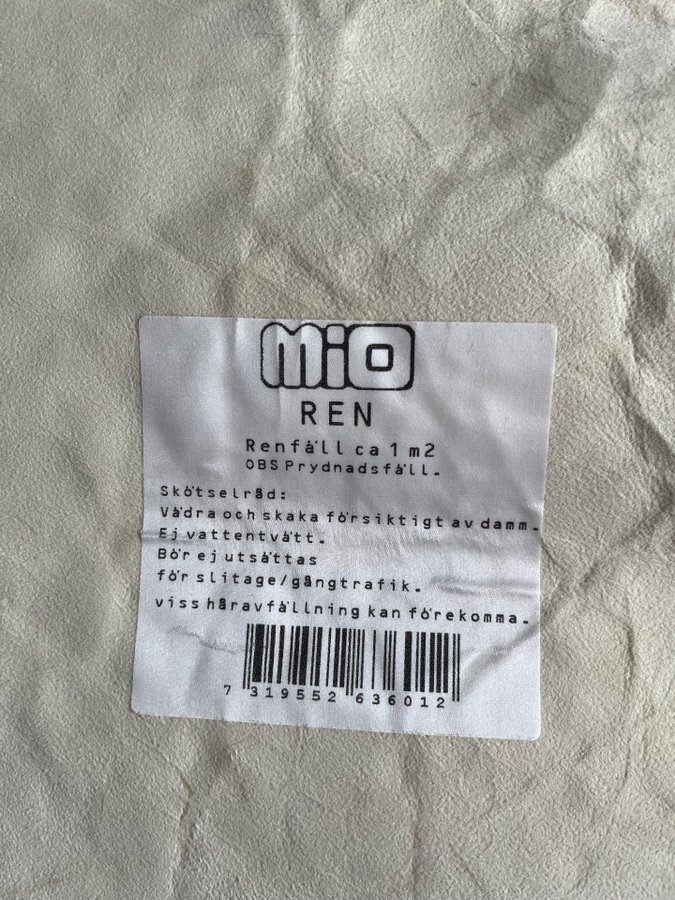 MiO
REN
Renfäll ca 1 m2
OBS Prydnadsfäll.
Skötselråd:
Vädra och skaka försiktigt av damm.
Ej vattentvätt.
Bör ej utsättas
för slitage/gångtrafik.
viss håravfällning kan förekomma.
7 319552 636012